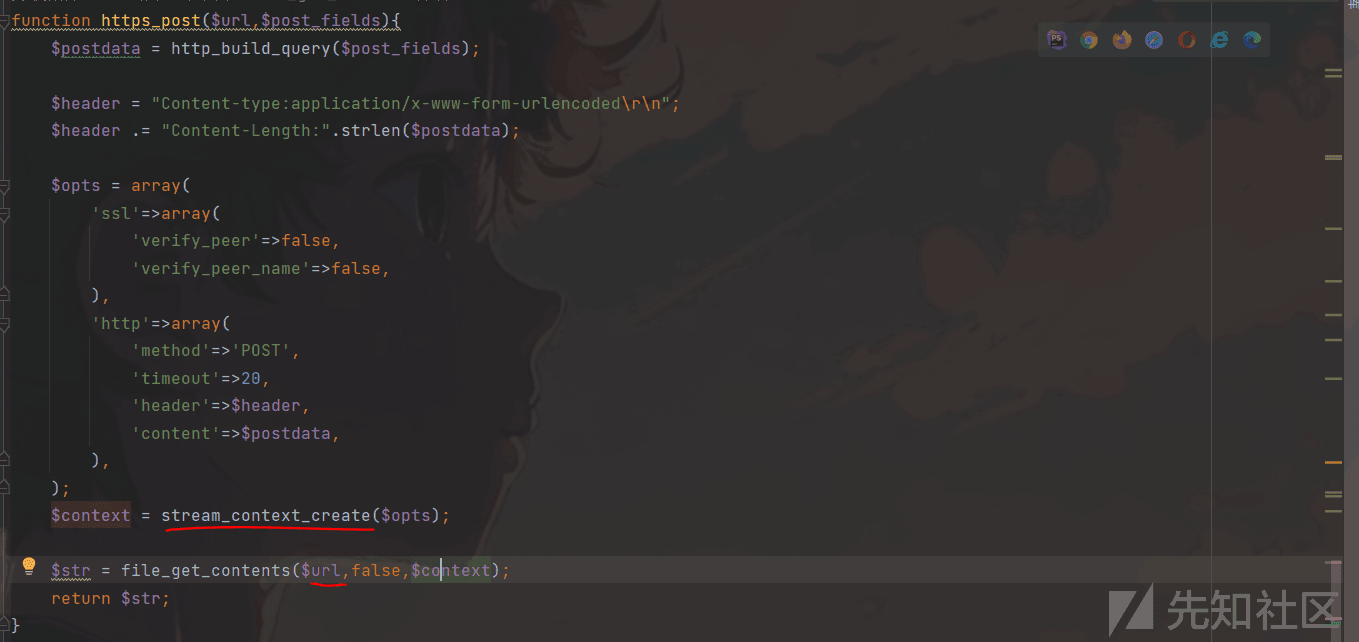 function https_post($url,$post_fields){
    $postdata = http_build_query($post_fields);
    $header = "Content-type:application/x-www-form-urlencoded\r\n";
    $header .= "Content-Length:".strlen($postdata);
    $opts = array(
        'ssl'=>array(
            'verify_peer'=>false,
            'verify_peer_name'=>false,
        ),
        'http'=>array(
            'method'=>'POST',
            'timeout'=>20,
            'header'=>$header,
            'content'=>$postdata,
        ),
    );
    $context = stream_context_create($opts);
    $str = file_get_contents($url,false,$context);
    return $str;
}
PS
先知社区